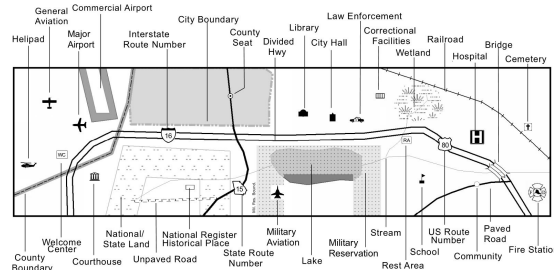 General
Aviation
Commercial Airport
Helipad
Major
Airport
Interstate
Route Number
City Boundary
County
Seat
Divided
Hwy
Library
City Hall
Law Enforcement
Correctional
Facilities
Wetland
Railroad
Hospital
Bridge
Cemetery
16
WC
15
RA
80
H
County
Boundary
Welcome
Center
Courthouse
National/
State Land
Unpaved Road
National Register
Historical Place
State Route
Number
Military
Aviation
Lake
Military
Reservation
Stream
Rest Area
School
US Route
Number
Community
Paved
Road
Fire Statio